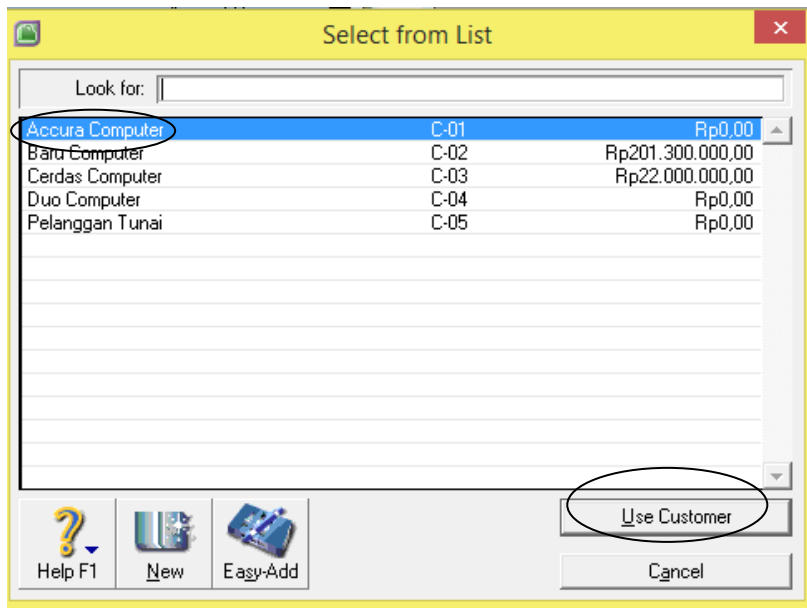 Select from List
Look for:
Accura Computer C-01 Rp0,00
Baru Computer C-02 Rp201.300.000,00
Cerdas Computer C-03 Rp22.000.000,00
Duo Computer C-04 Rp0,00
Pelanggan Tunai C-05 Rp0,00
Use Customer
Help F1 New Easy-Add Cancel